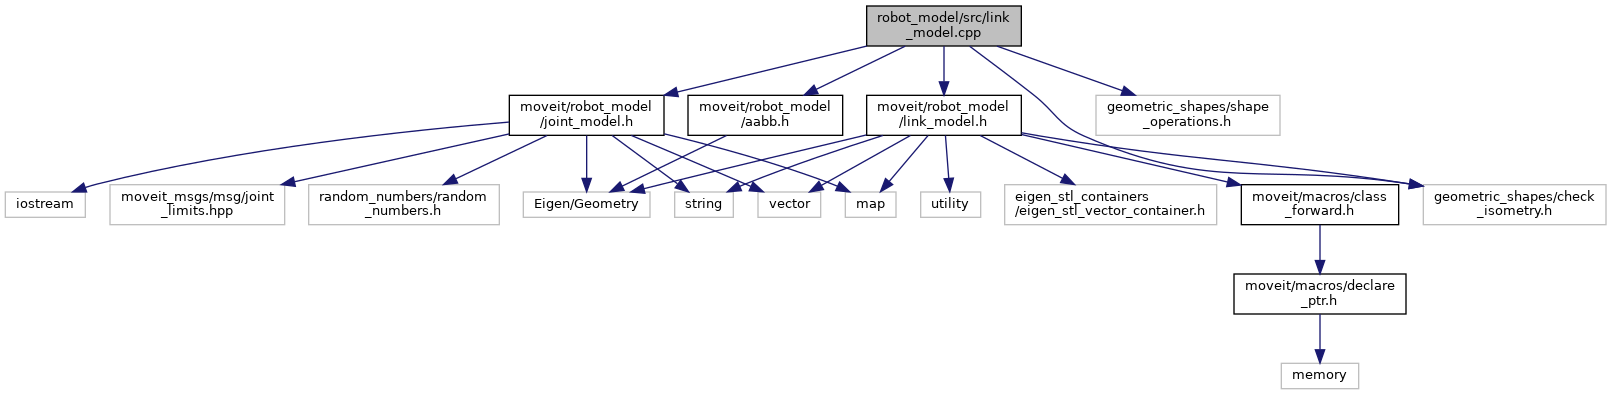 robot_model/src/link
_model.cpp
moveit/robot_model
/joint_model.h
moveit/robot_model
/aabb.h
moveit/robot_model
/link_model.h
geometric_shapes/shape
_operations.h
iostream
moveit_msgs/msg/joint
_limits.hpp
random_numbers/random
_numbers.h
Eigen/Geometry
string
vector
map
utility
eigen_stl_containers
/eigen_stl_vector_container.h
moveit/macros/class
_forward.h
geometric_shapes/check
_isometry.h
moveit/macros/declare
_ptr.h
memory